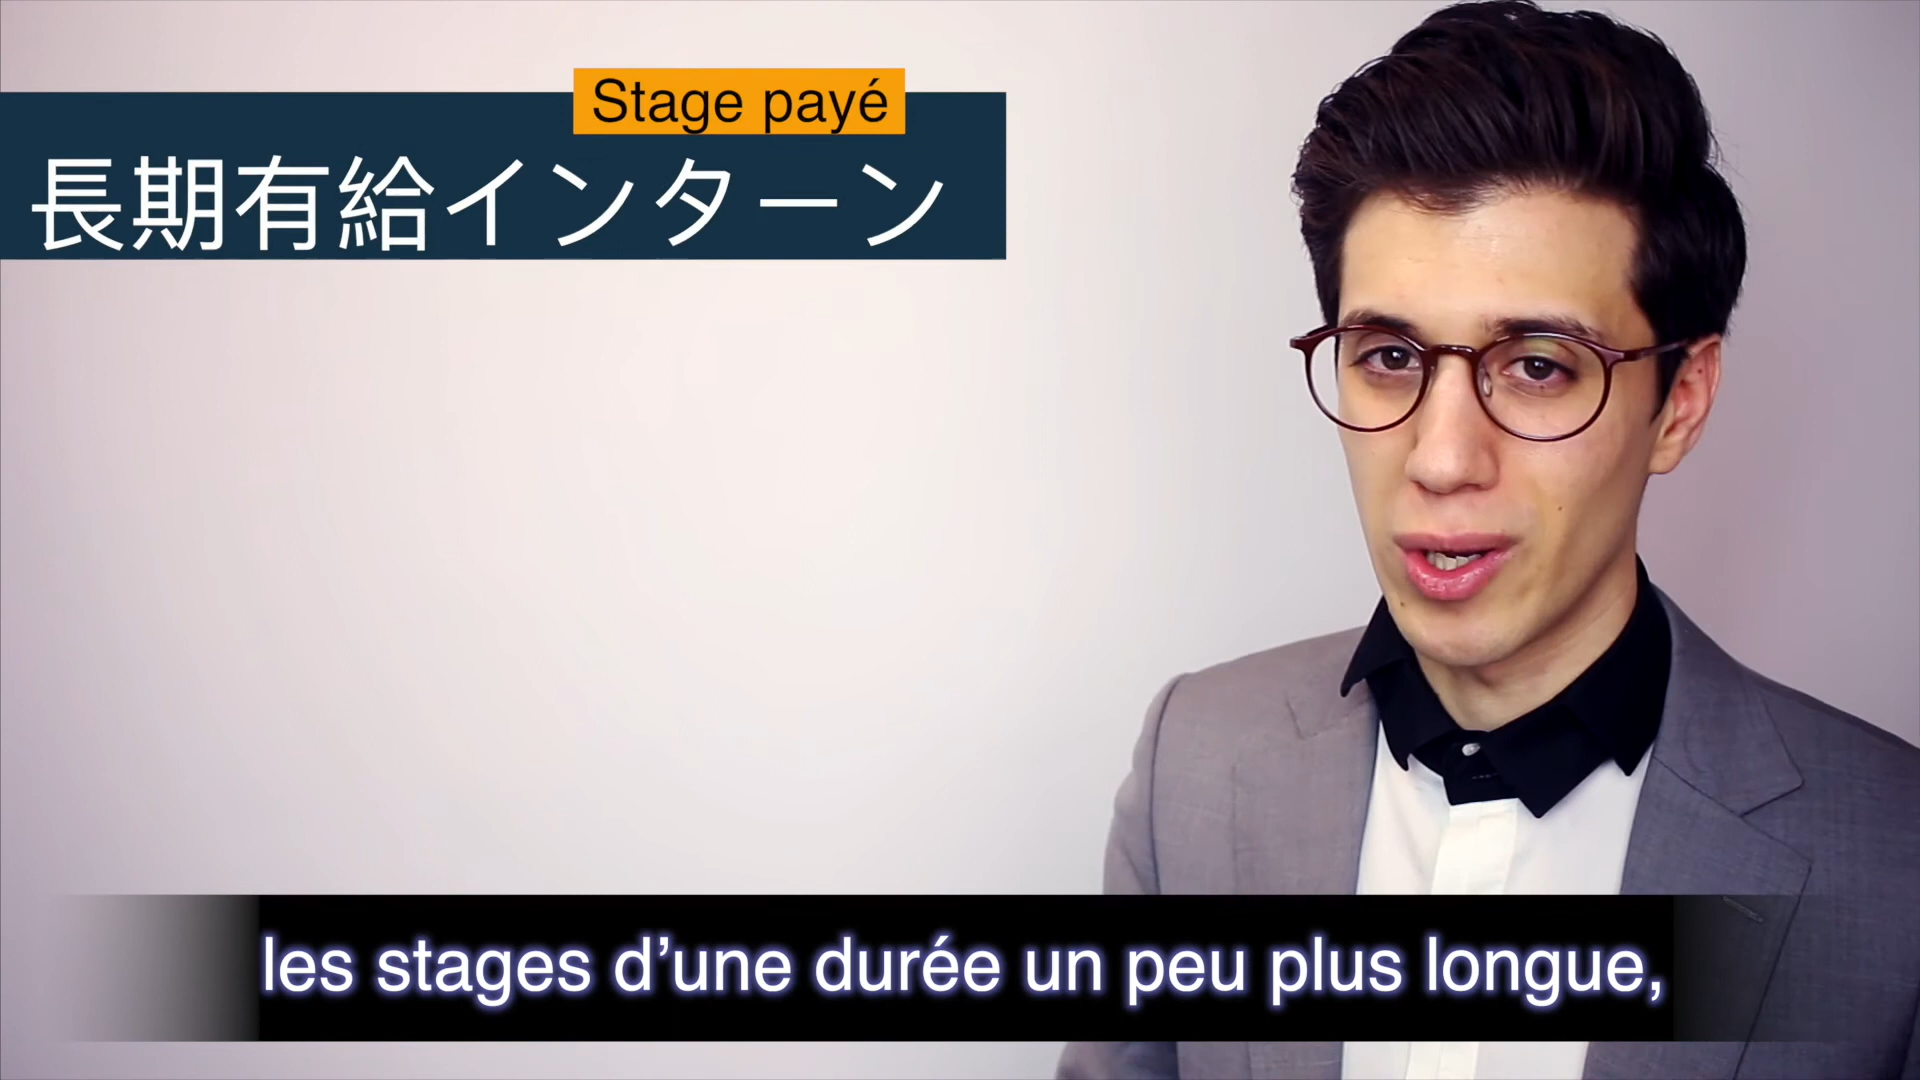 Stage payé
長期有給インターン
les stages d’une durée un peu plus longue,